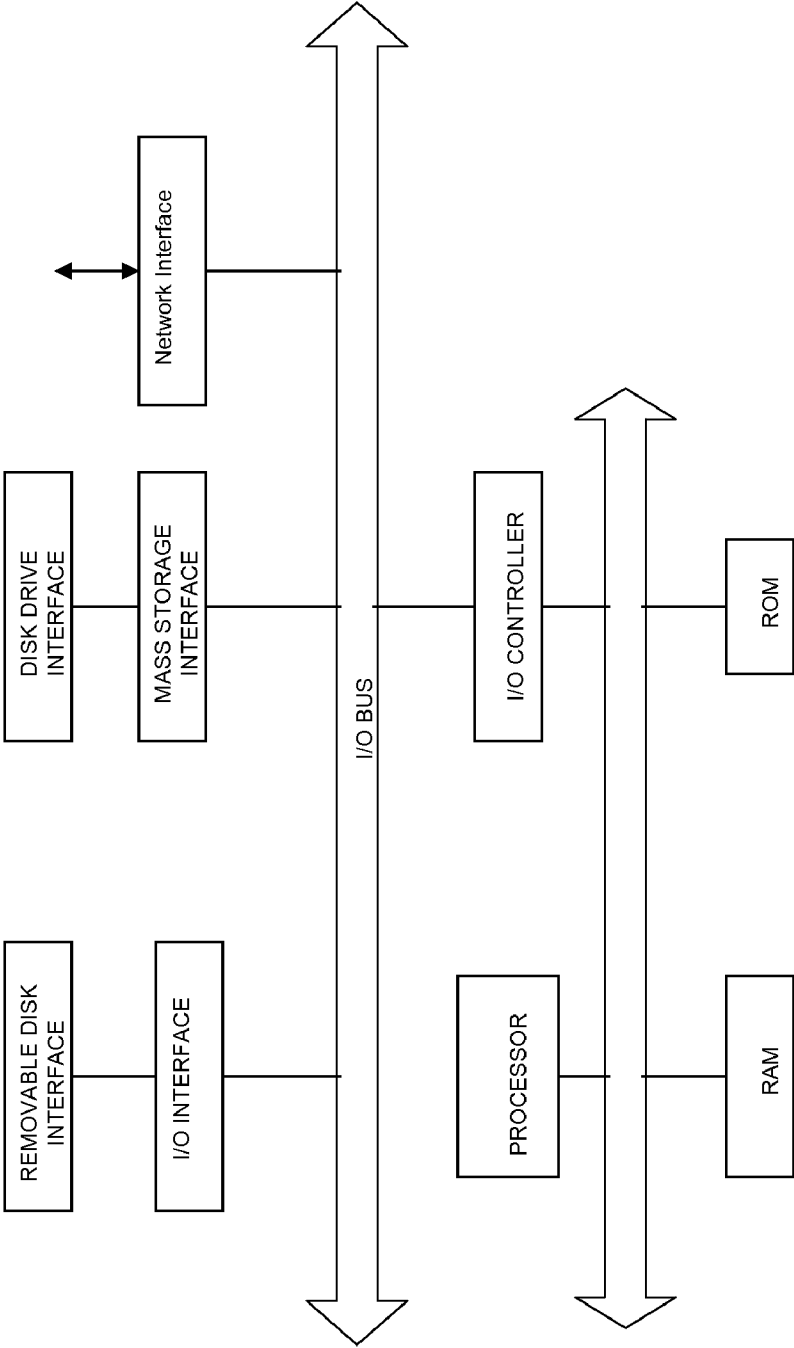 REMOVABLE DISK
INTERFACE
DISK DRIVE
INTERFACE
I/O INTERFACE
MASS STORAGE
INTERFACE
Network Interface
I/O BUS
PROCESSOR
I/O CONTROLLER
RAM
ROM